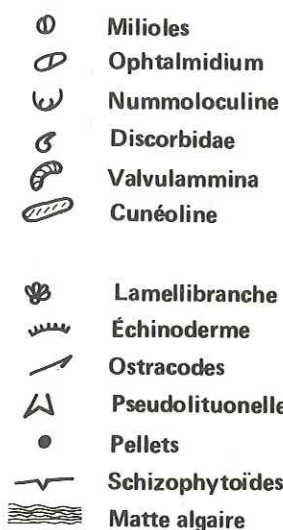 Milioles
Ophtalmidium
Nummoloculine
Discorbidae
Valvulammina
Cunéoline
Lamellibranche
Échinoderme
Ostracodes
Pseudolituonelle
Pellets
Schizophytoïdes
Matte algaire